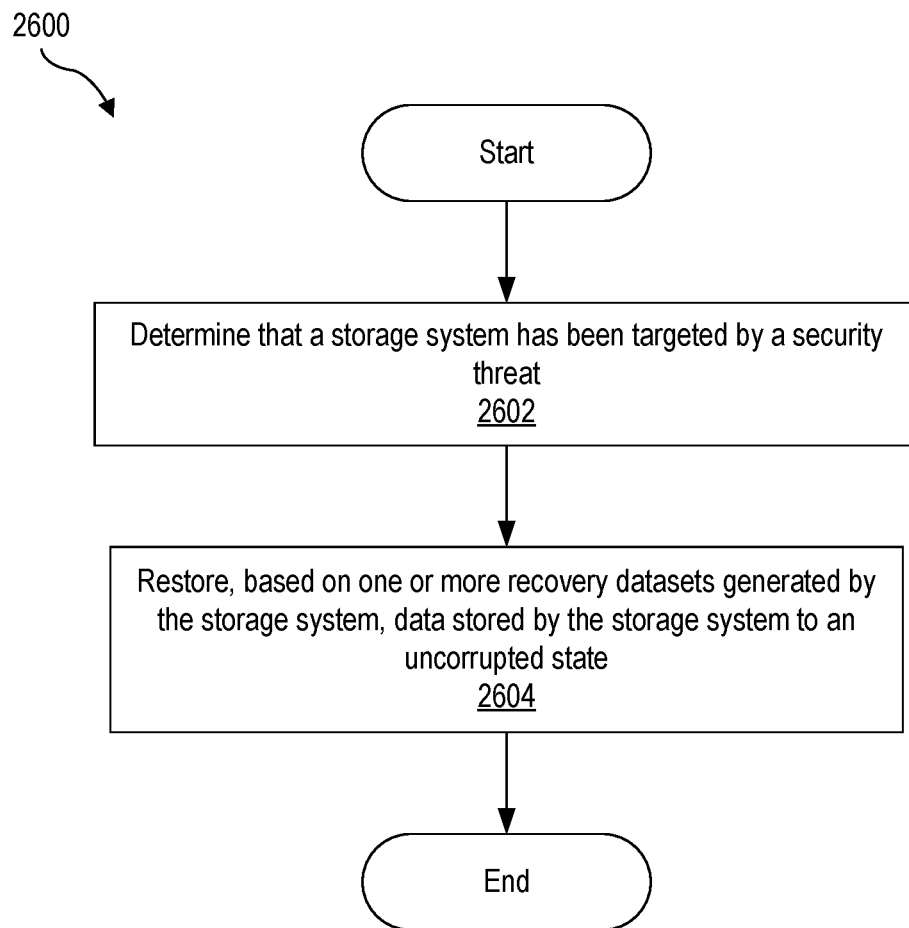 2600
Start
Determine that a storage system has been targeted by a security
threat
2602
Restore, based on one or more recovery datasets generated by
the storage system, data stored by the storage system to an
uncorrupted state
2604
End